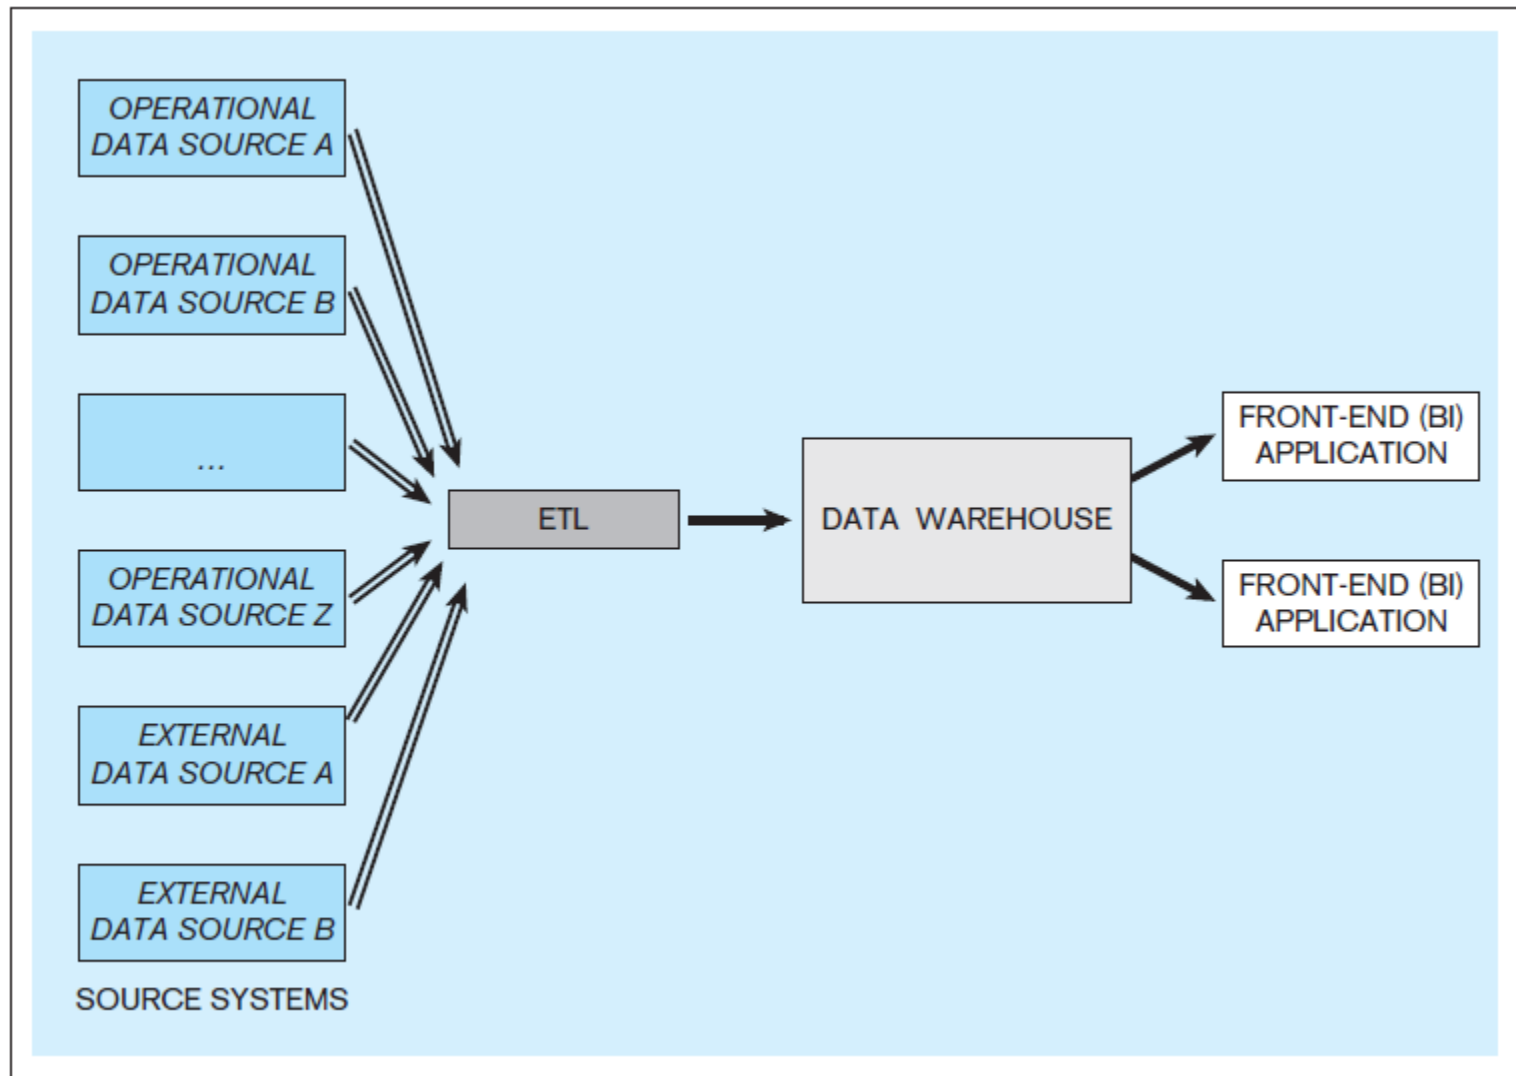 OPERATIONAL
DATA SOURCE A
OPERATIONAL
DATA SOURCE B
...
OPERATIONAL
DATA SOURCE Z
EXTERNAL
DATA SOURCE A
EXTERNAL
DATA SOURCE B
SOURCE SYSTEMS
ETL
DATA WAREHOUSE
FRONT-END (BI)
APPLICATION
FRONT-END (BI)
APPLICATION